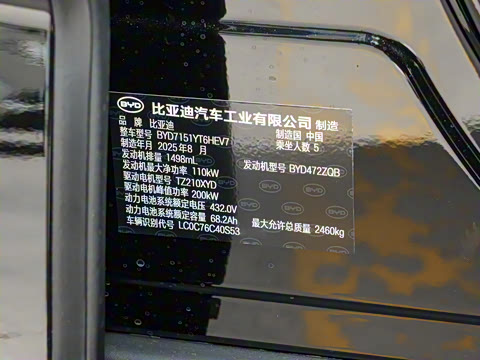 BYD 比亚迪汽车工业有限公司 制造
品 牌 比亚迪 制造国 中国
整车型号 BYD7151YT6HEV7 乘坐人数 5
制造年月 2025年8 月
发动机排量 1498mL 发动机型号 BYD472ZQB
发动机最大净功率 110kW
驱动电机型号 TZ210XYD
驱动电机峰值功率 200kW
动力电池系统额定电压 432.0V
动力电池系统额定容量 68.2Ah 最大允许总质量 2460kg
车辆识别代号 LC0C76C40S53